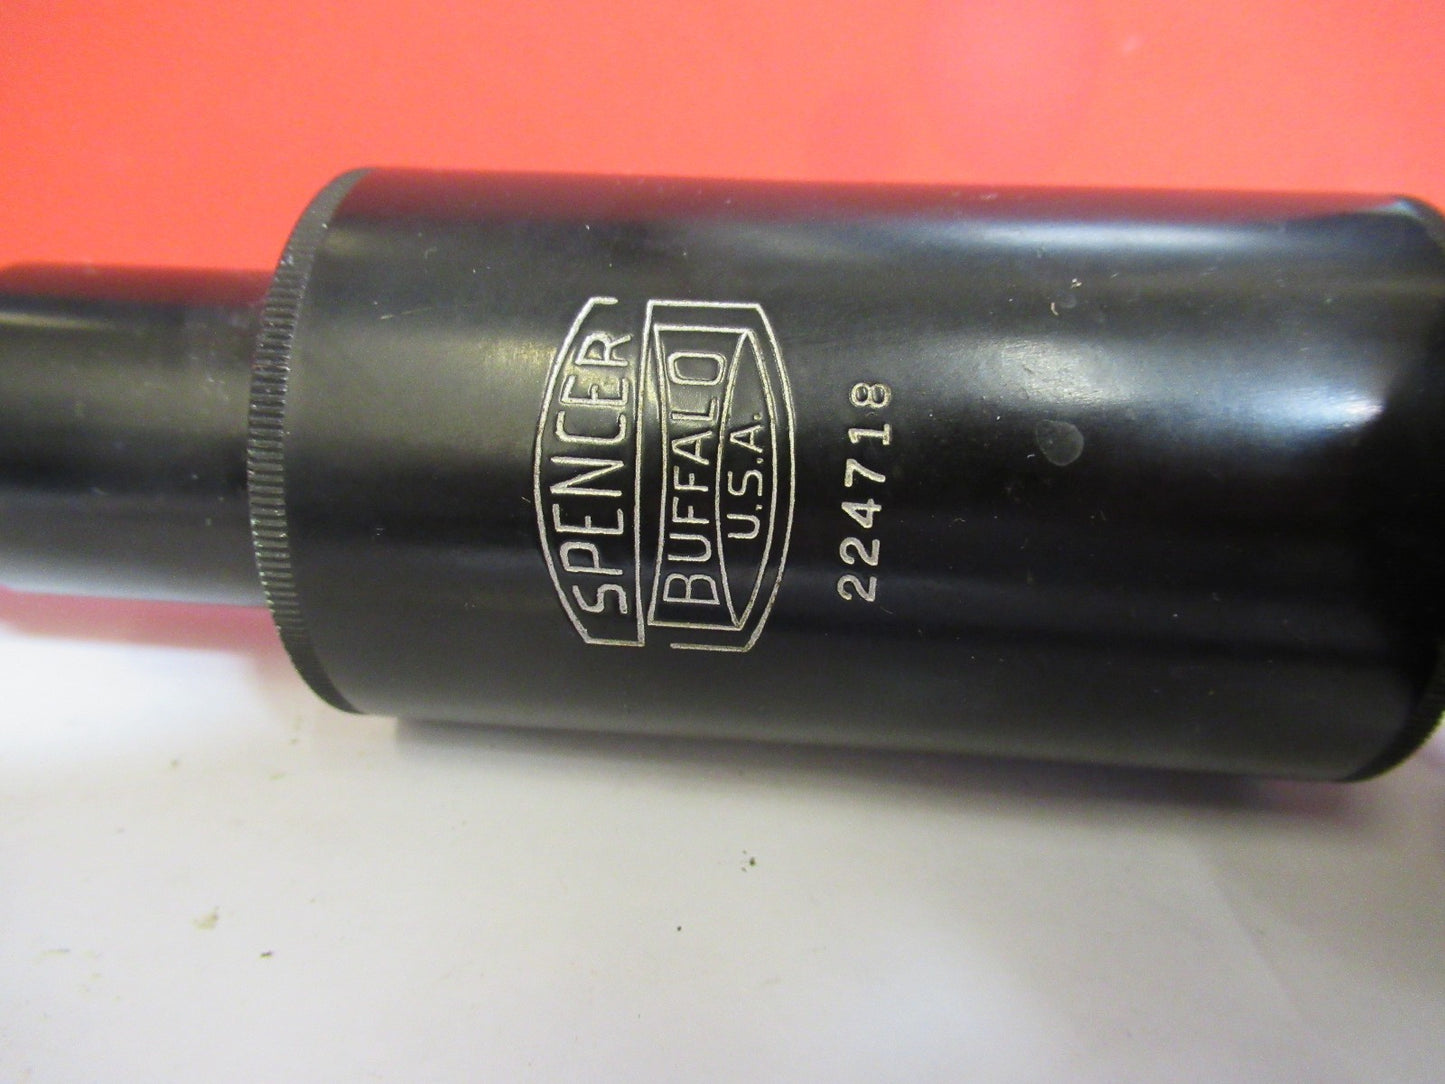 SPENCER
BUFFALO
U.S.A.
224718